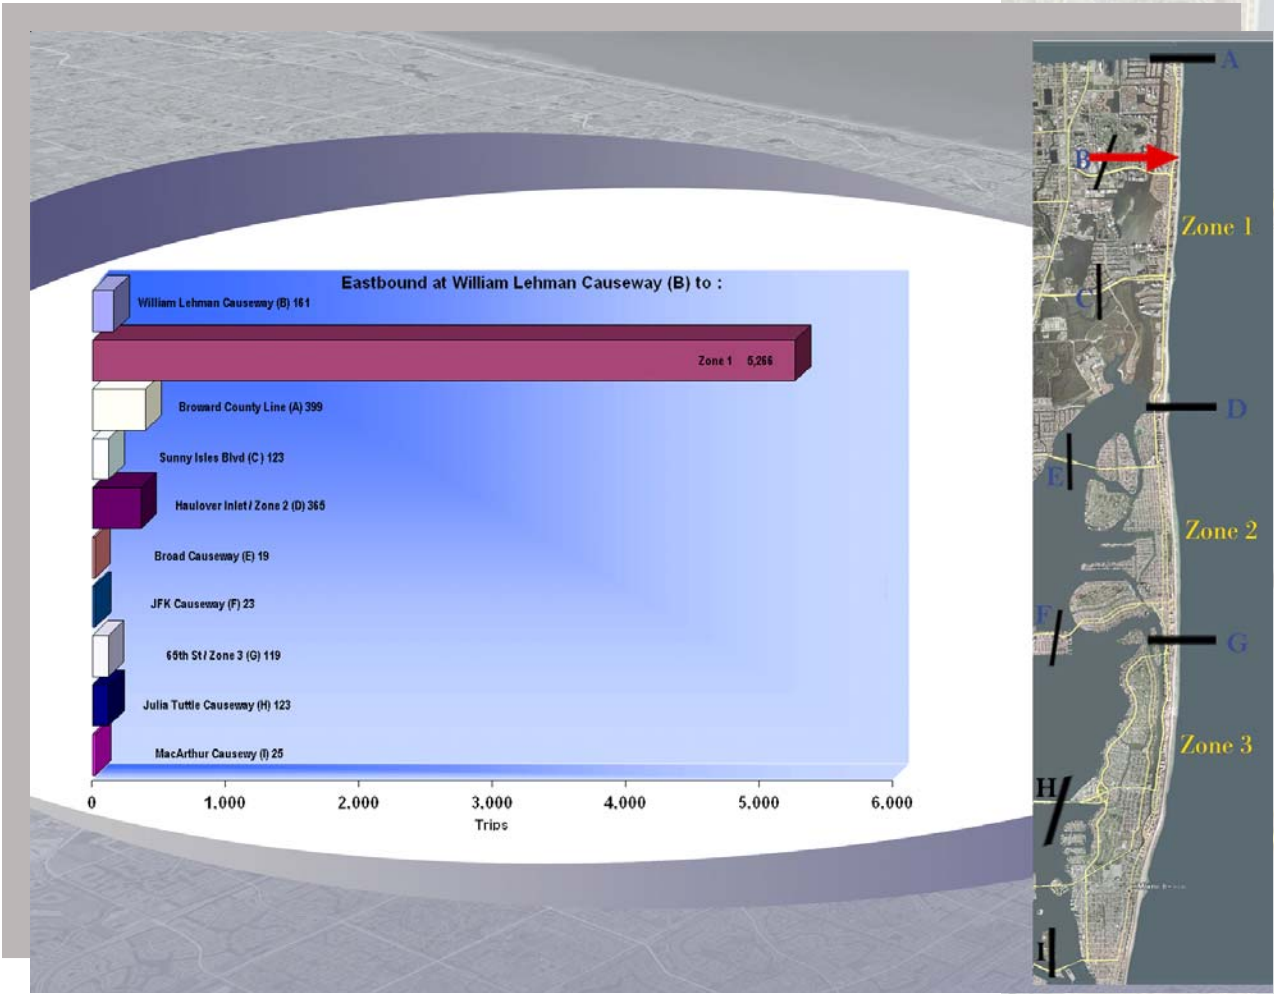 Eastbound at William Lehman Causeway (B) to :
William Lehman Causeway (B) 161
Zone 1 5,266
Broward County Line (A) 399
Sunny Isles Blvd (C) 123
Haulover Inlet / Zone 2 (D) 365
Broad Causeway (E) 19
JFK Causeway (F) 23
65th St / Zone 3 (G) 119
Julia Tuttle Causeway (H) 123
MacArthur Causewy (I) 25
0 1,000 2,000 3,000 4,000 5,000 6,000
Trips
A
B
Zone 1
C
D
E
Zone 2
F
G
Zone 3
H
Miami
I